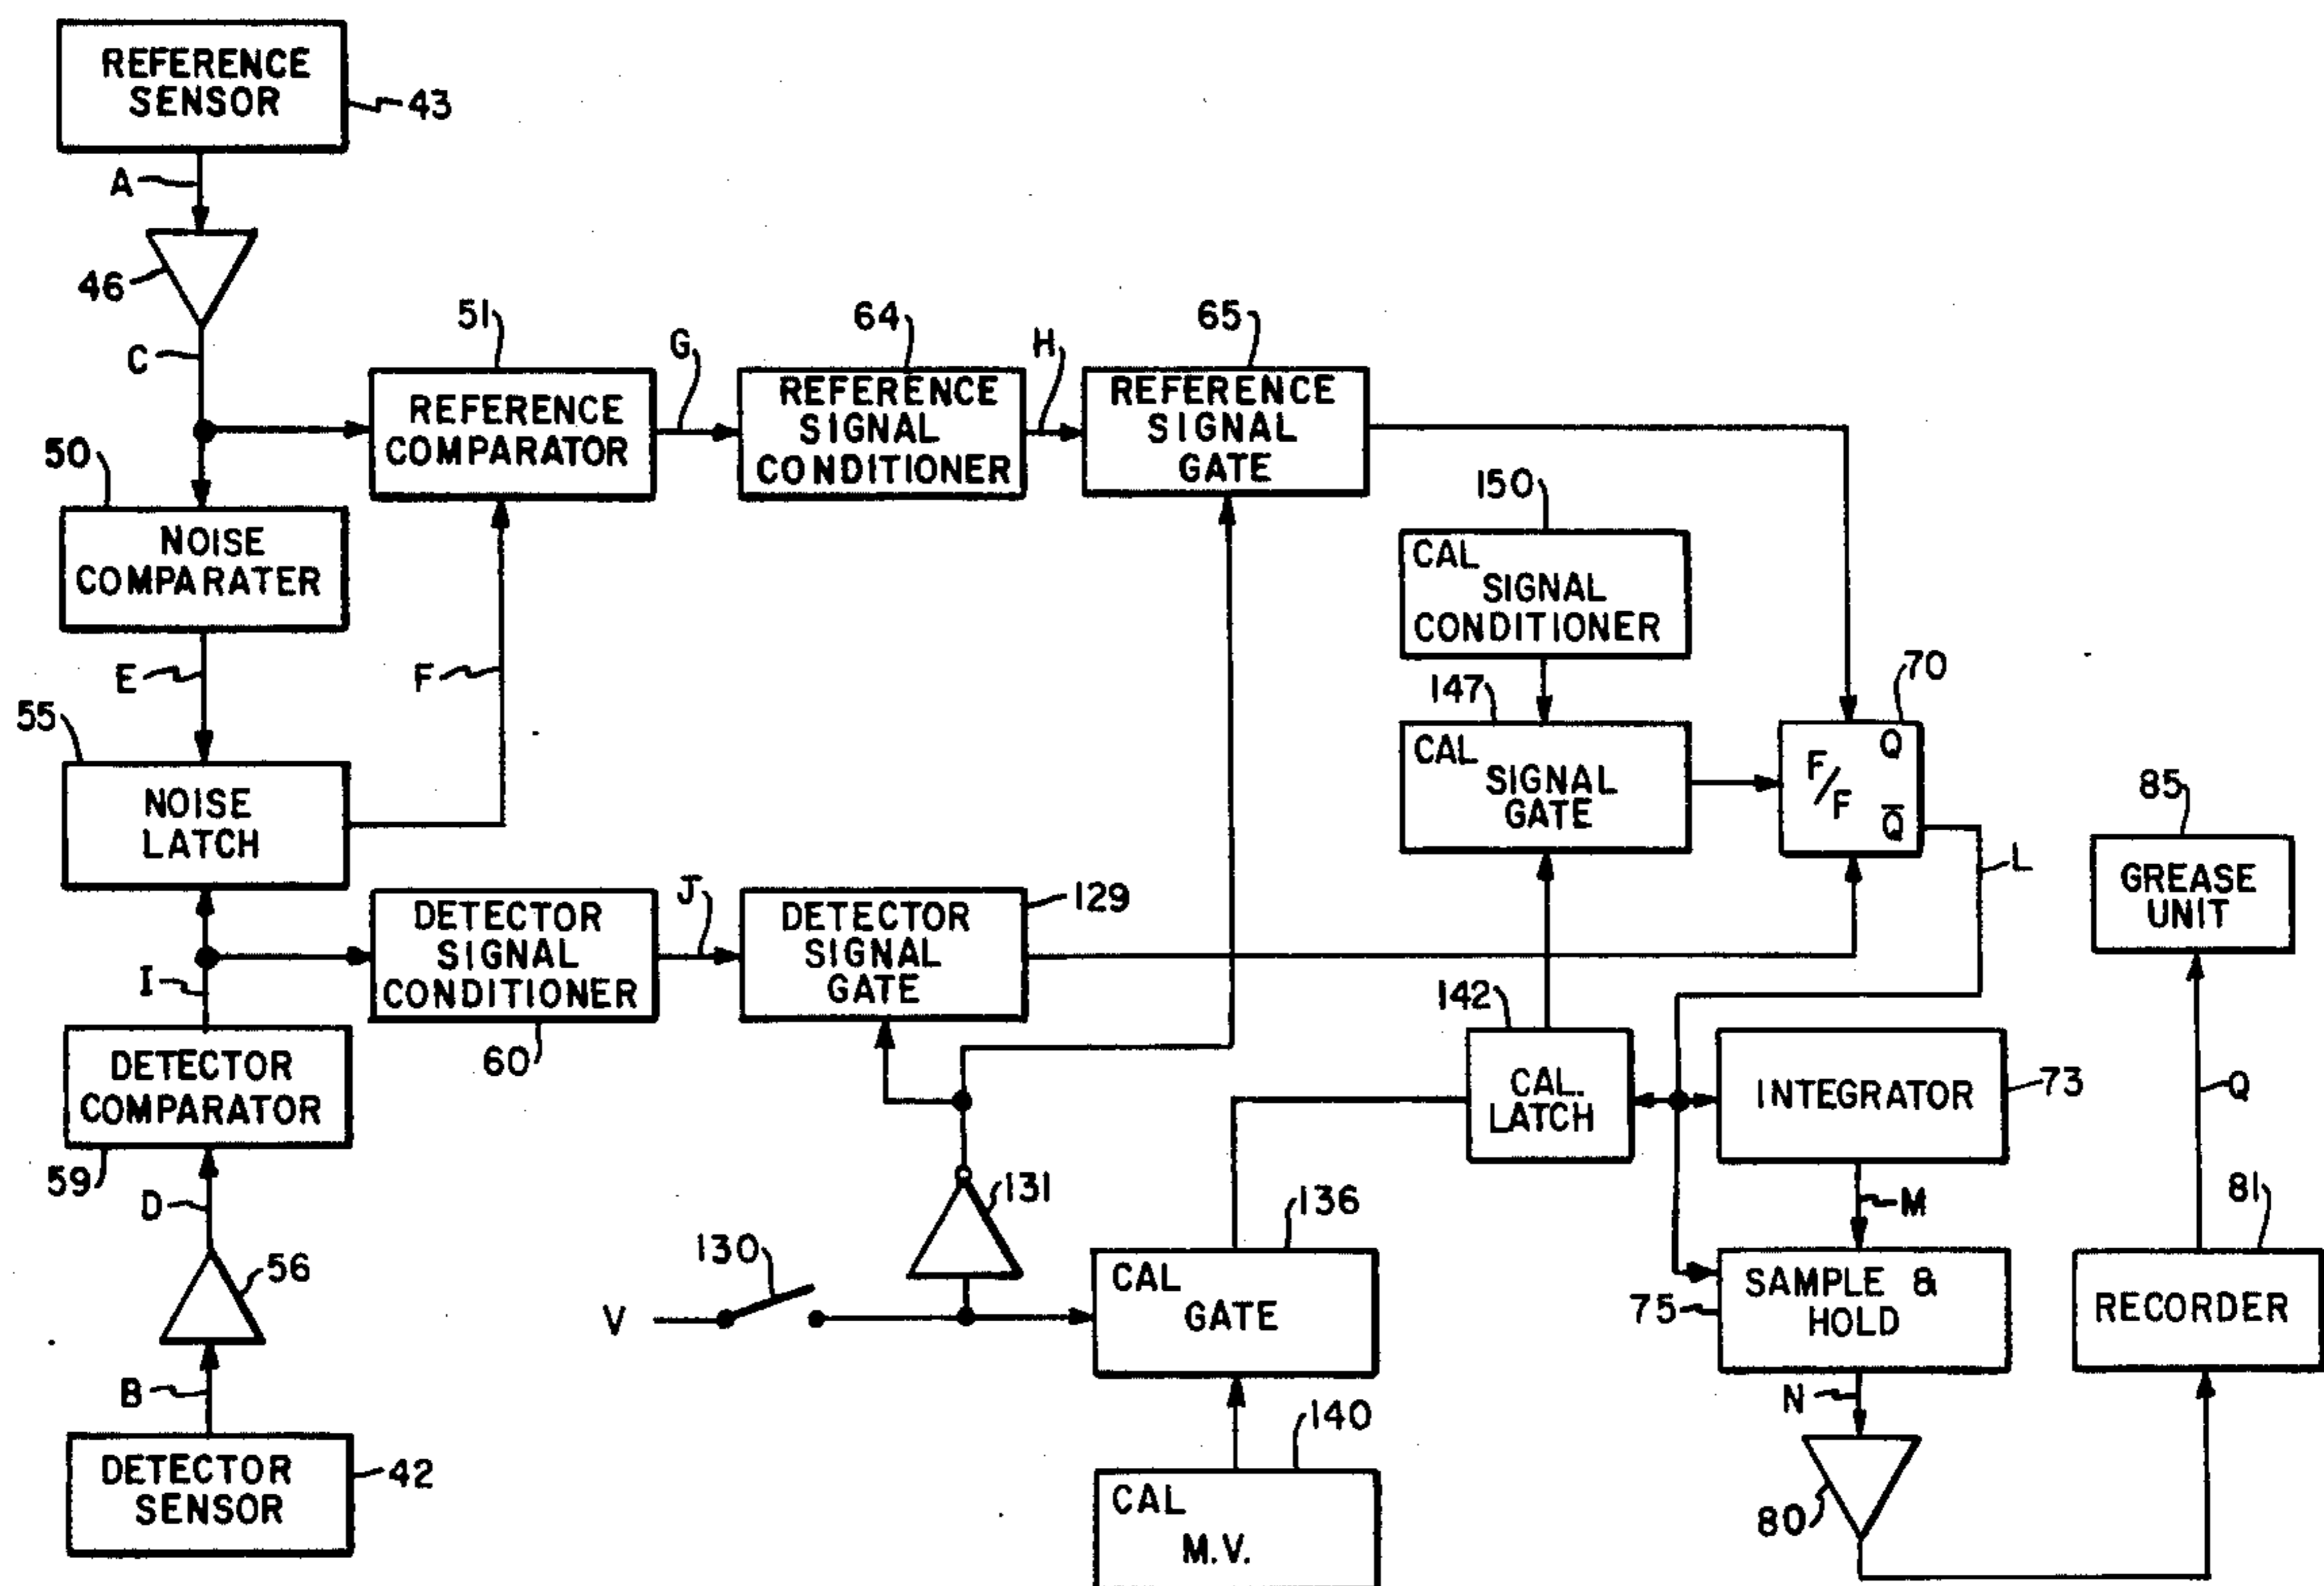 REFERENCE
SENSOR
43
A
46
C
51
G
64
H
65
REFERENCE
COMPARATOR
REFERENCE
SIGNAL
CONDITIONER
REFERENCE
SIGNAL
GATE
50
NOISE
COMPARATER
150
CAL
SIGNAL
CONDITIONER
E
F
147
70
55
NOISE
LATCH
CAL
SIGNAL
GATE
F/F
Q
Q̅
85
GREASE
UNIT
L
J
129
DETECTOR
SIGNAL
CONDITIONER
60
DETECTOR
SIGNAL
GATE
I
142
CAL.
LATCH
INTEGRATOR
73
DETECTOR
COMPARATOR
59
D
Q
131
M
81
136
130
V
CAL
GATE
SAMPLE &
HOLD
75
RECORDER
56
B
N
140
CAL
M.V.
80
DETECTOR
SENSOR
42